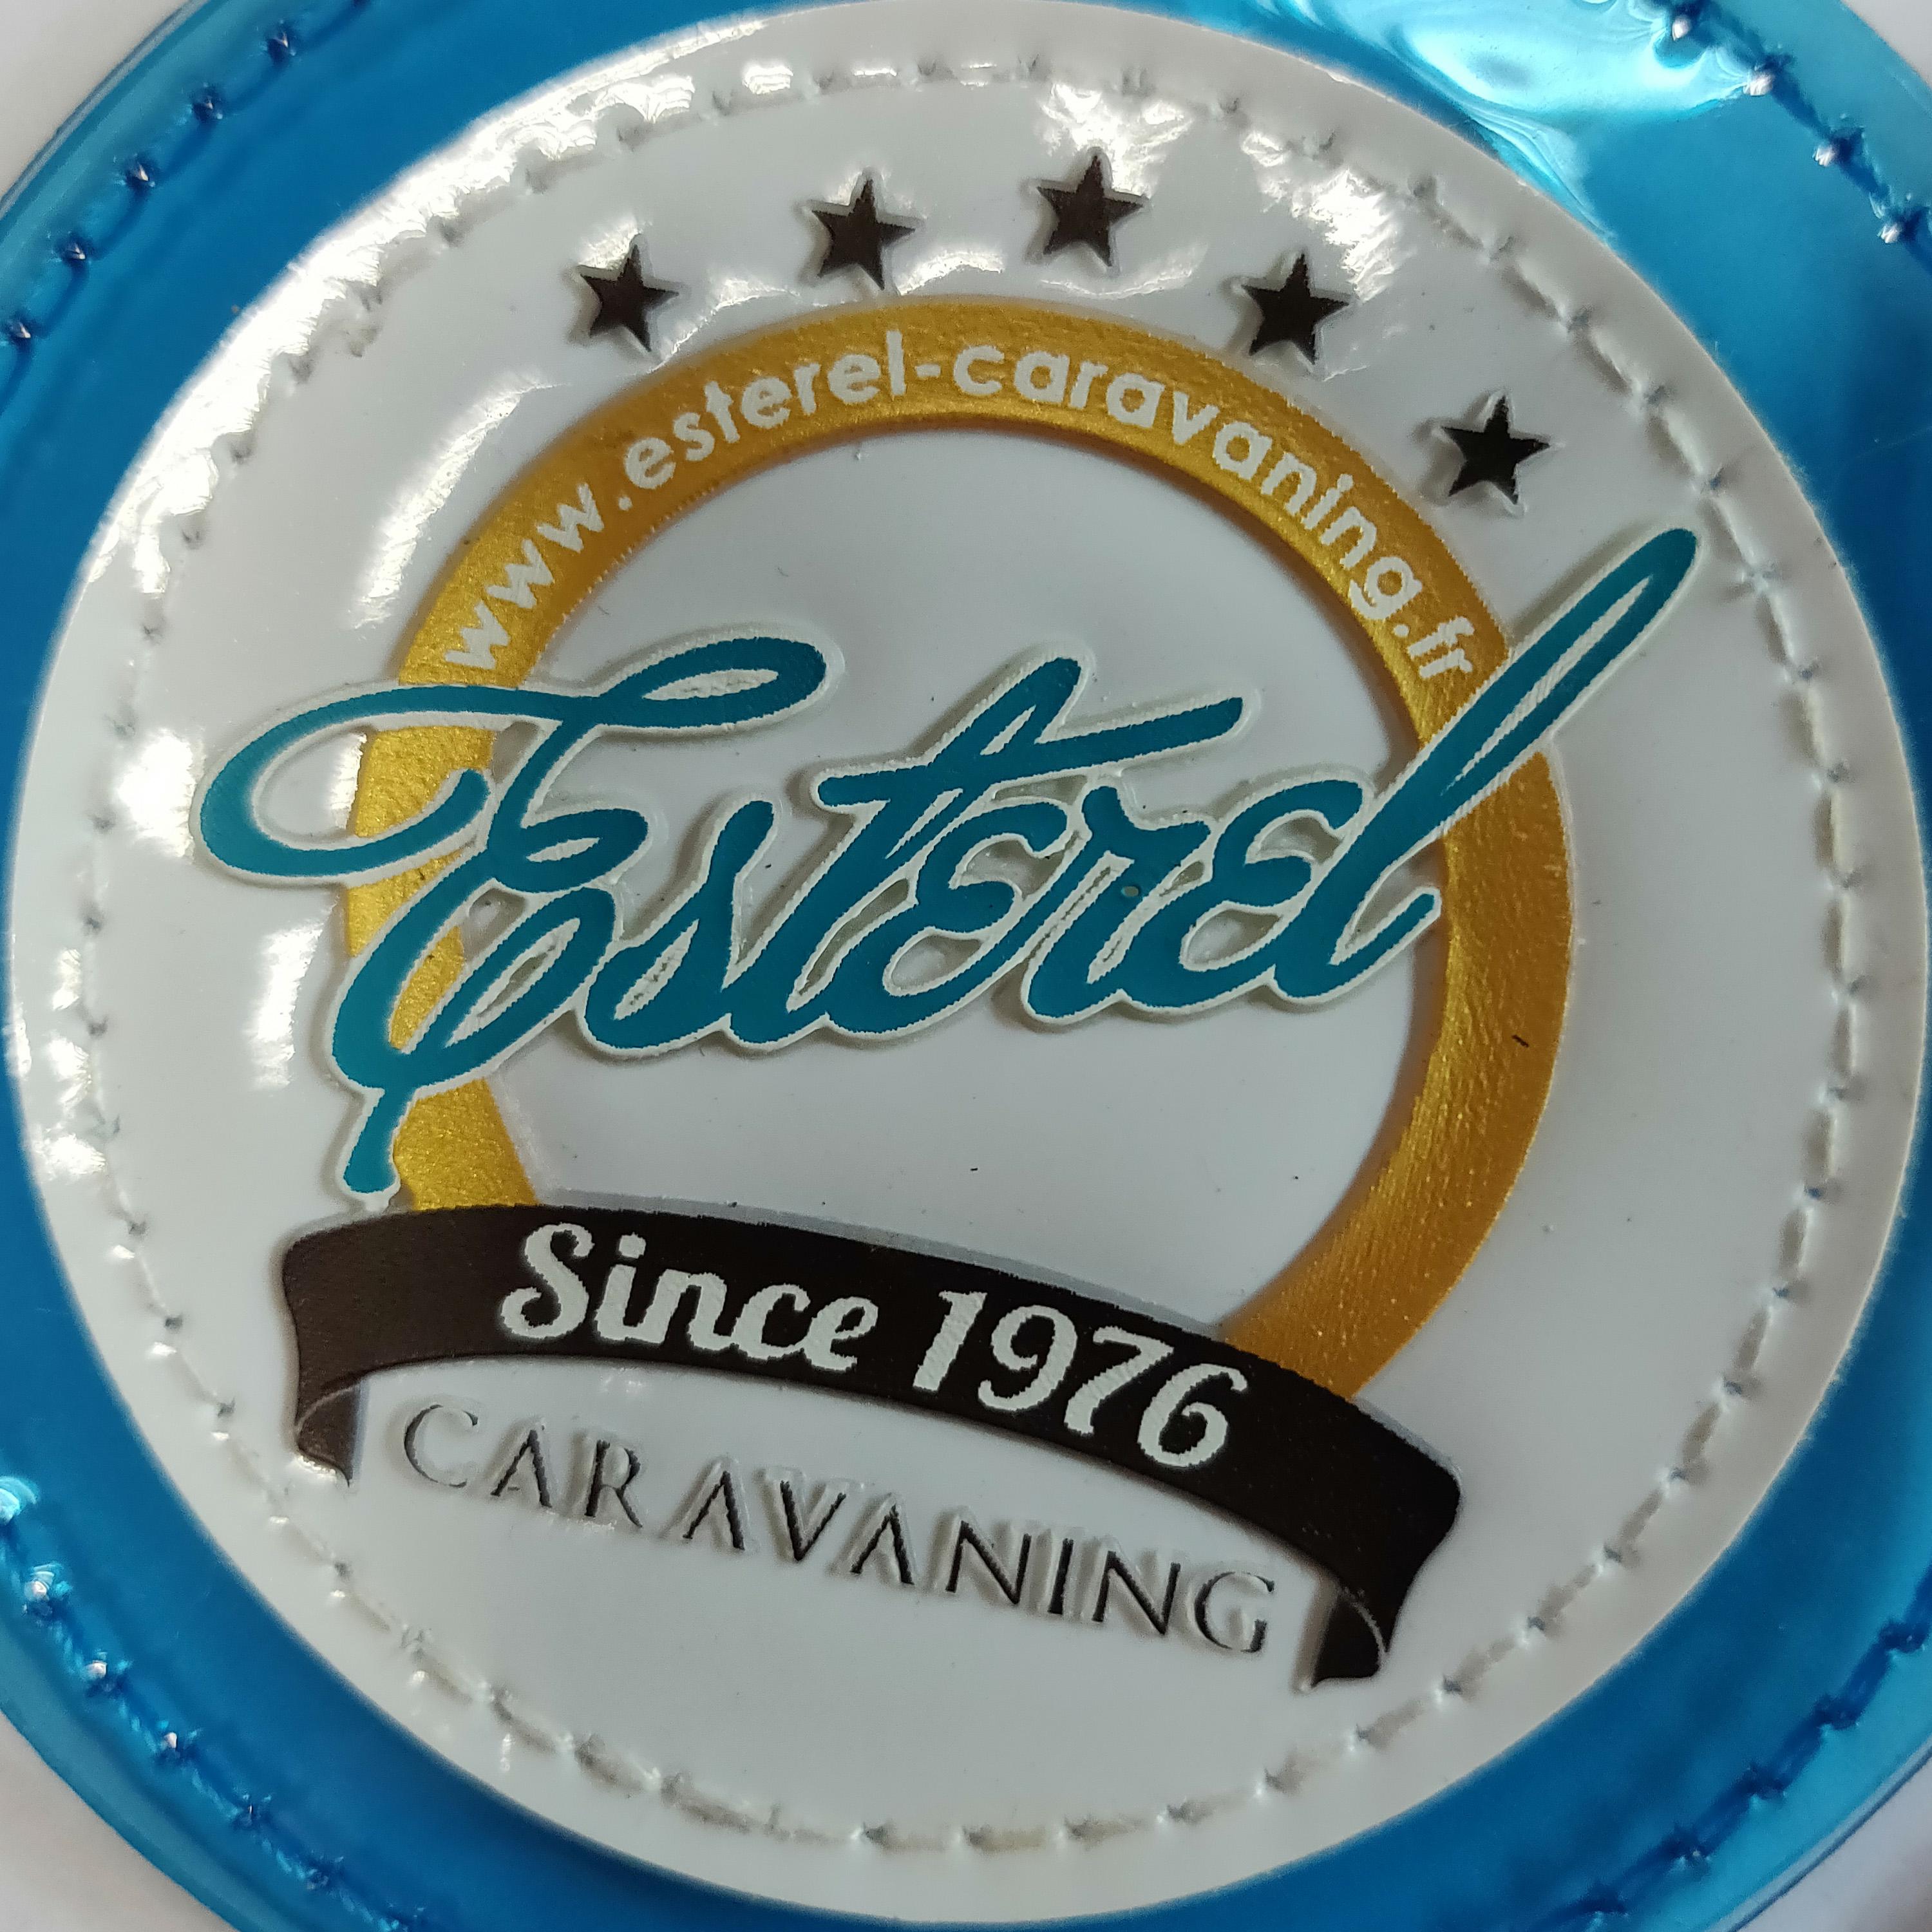 www.esterel-caravaning.fr
Esterel
Since 1976
CARAVANING